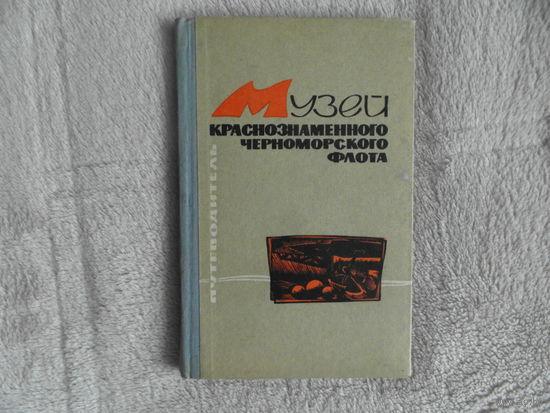 Музей
КРАСНОЗНАМЕННОГО
ЧЕРНОМОРСКОГО
ФЛОТА
ПУТЕВОДИТЕЛЬ